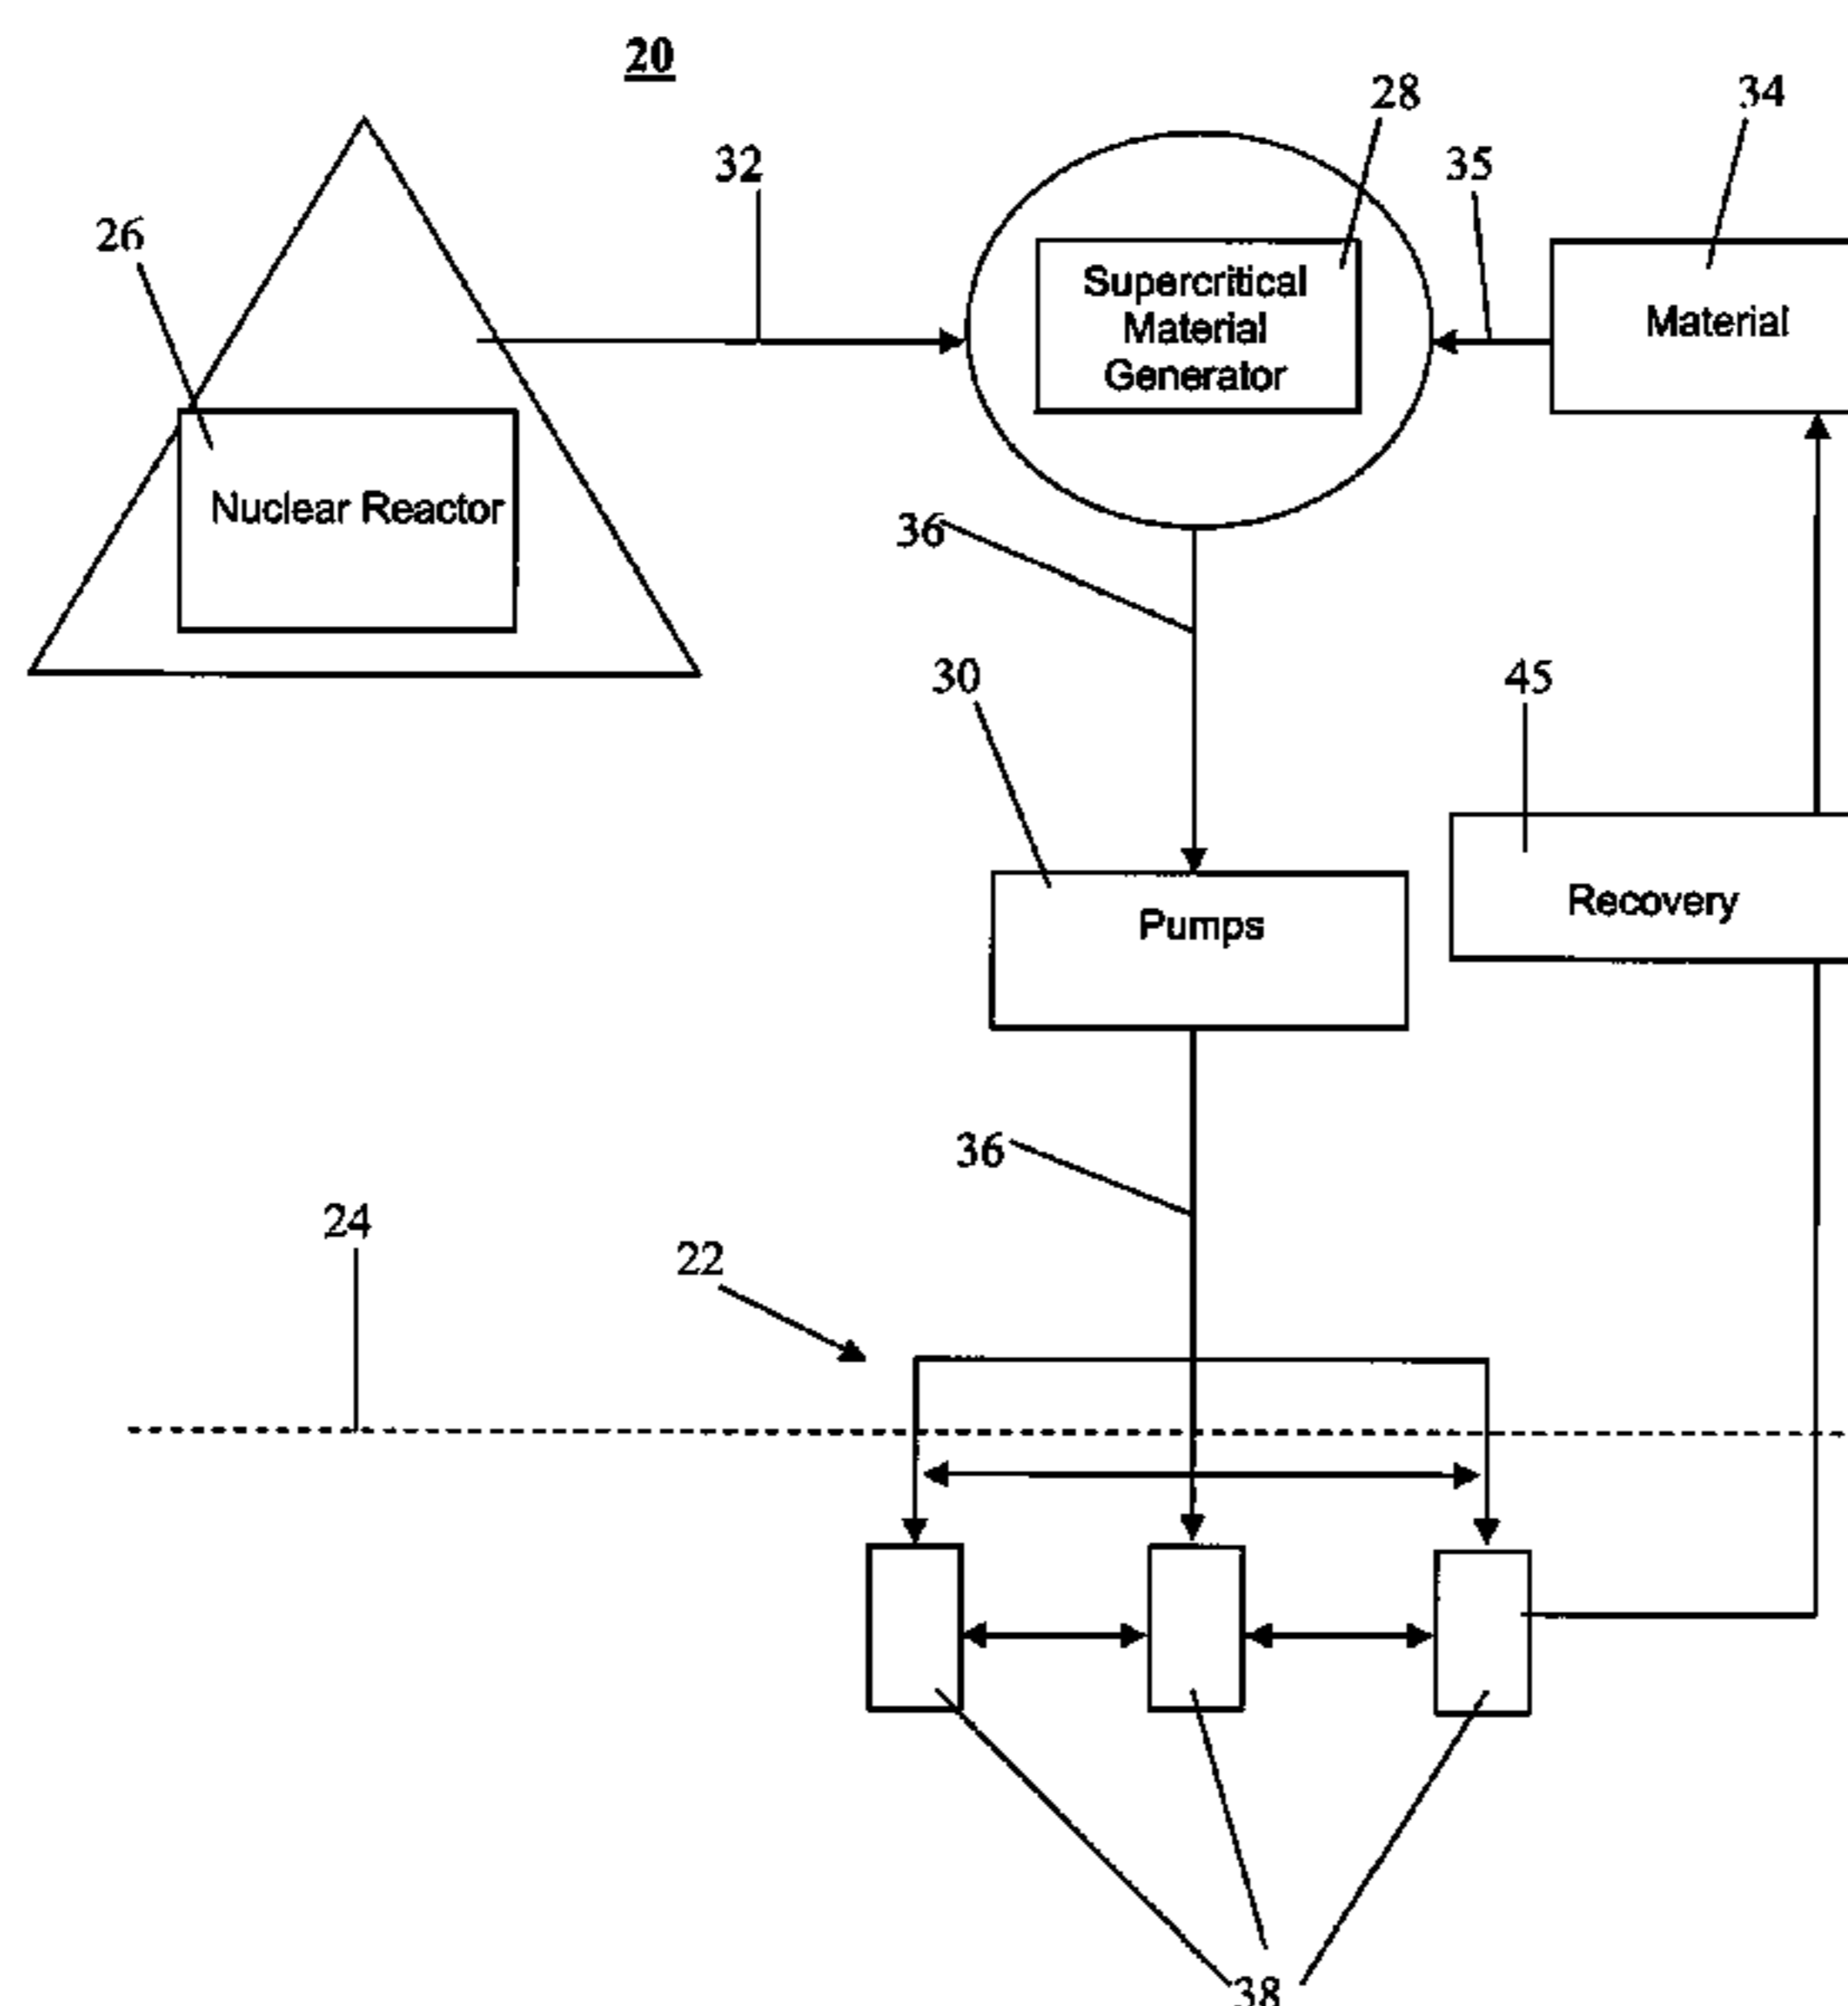 20
28
34
32
35
26
Supercritical
Material
Generator
Material
Nuclear Reactor
36
30
45
Pumps
Recovery
36
24
22
38